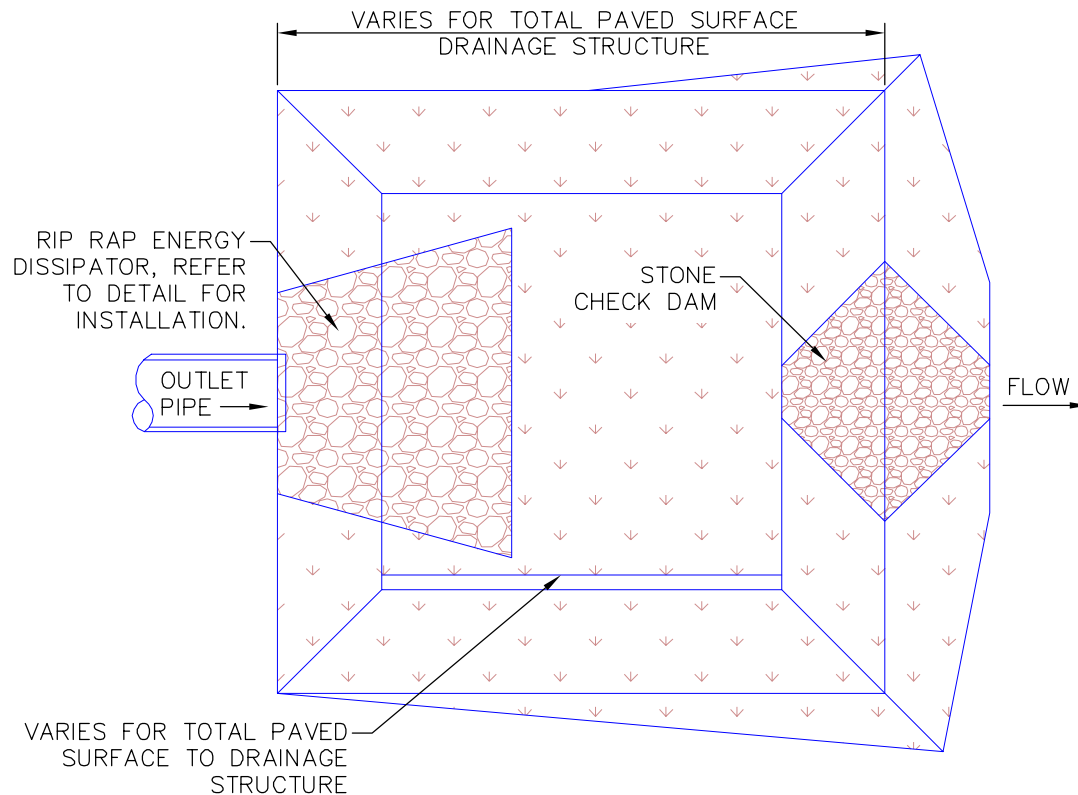 VARIES FOR TOTAL PAVED SURFACE
DRAINAGE STRUCTURE
RIP RAP ENERGY
DISSIPATOR, REFER
TO DETAIL FOR
INSTALLATION.
STONE
CHECK DAM
OUTLET
PIPE
FLOW
VARIES FOR TOTAL PAVED
SURFACE TO DRAINAGE
STRUCTURE